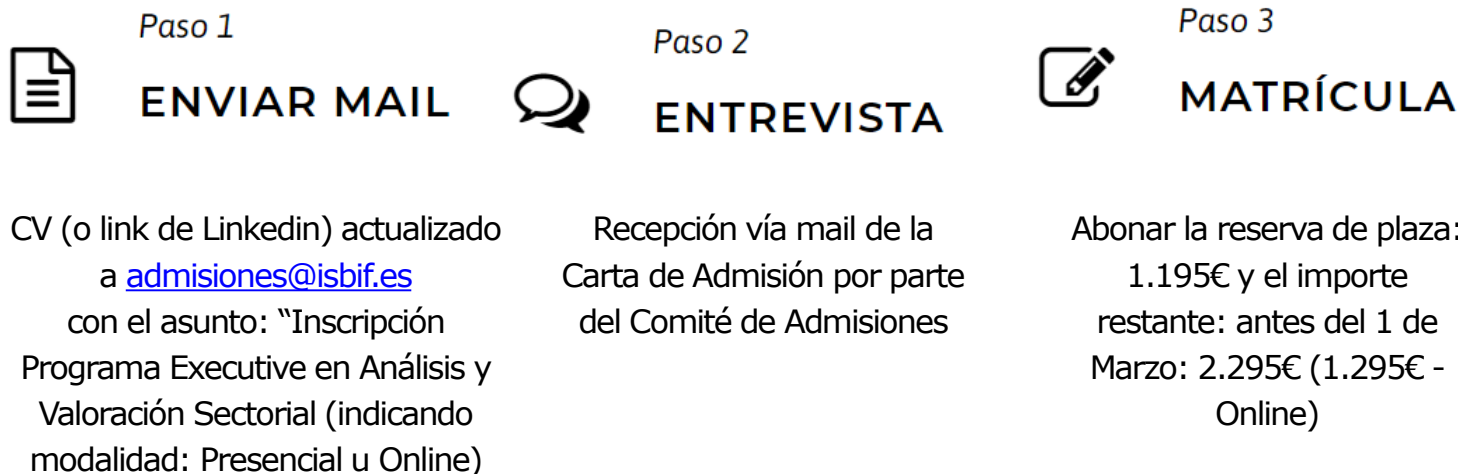 Paso 1
ENVIAR MAIL
CV (o link de Linkedin) actualizado
a admisiones@isbif.es
con el asunto: “Inscripción
Programa Executive en Análisis y
Valoración Sectorial (indicando
modalidad: Presencial u Online)
Paso 2
ENTREVISTA
Recepción vía mail de la
Carta de Admisión por parte
del Comité de Admisiones
Paso 3
MATRÍCULA
Abonar la reserva de plaza:
1.195€ y el importe
restante: antes del 1 de
Marzo: 2.295€ (1.295€ -
Online)